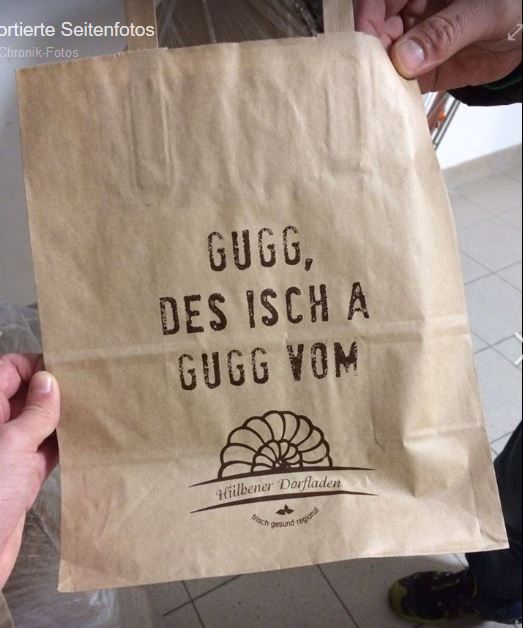 ortierte Seitenfotos
Chronik-Fotos
GUGG,
DES ISCH A
GUGG VOM
Hülbener Dorfladen
frisch·gesund·regional